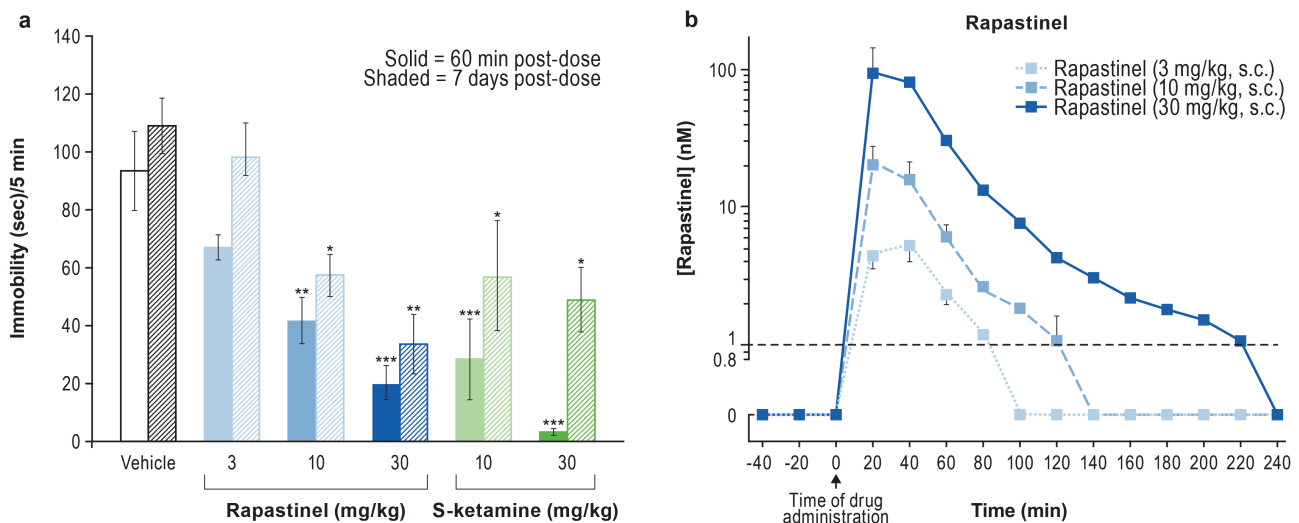 a
140
120
100
80
60
40
20
0
Immobility (sec)/5 min
Solid = 60 min post-dose
Shaded = 7 days post-dose
**
*
***
**
***
*
***
*
Vehicle
3
10
30
10
30
Rapastinel (mg/kg)
S-ketamine (mg/kg)
b
Rapastinel
Rapastinel (3 mg/kg, s.c.)
Rapastinel (10 mg/kg, s.c.)
Rapastinel (30 mg/kg, s.c.)
[Rapastinel] (nM)
100
10
1
0.8
0
-40 -20 0 20 40 60 80 100 120 140 160 180 200 220 240
Time of drug
administration
Time (min)